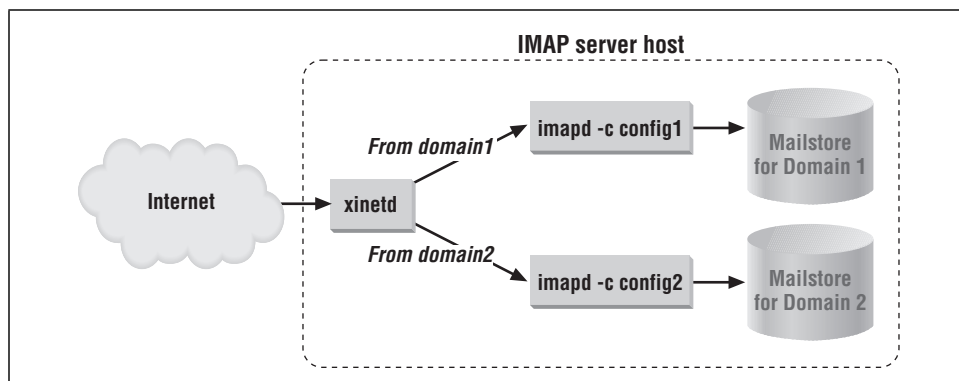 IMAP server host
Internet
xinetd
From domain1
imapd -c config1
Mailstore
for Domain 1
From domain2
imapd -c config2
Mailstore
for Domain 2